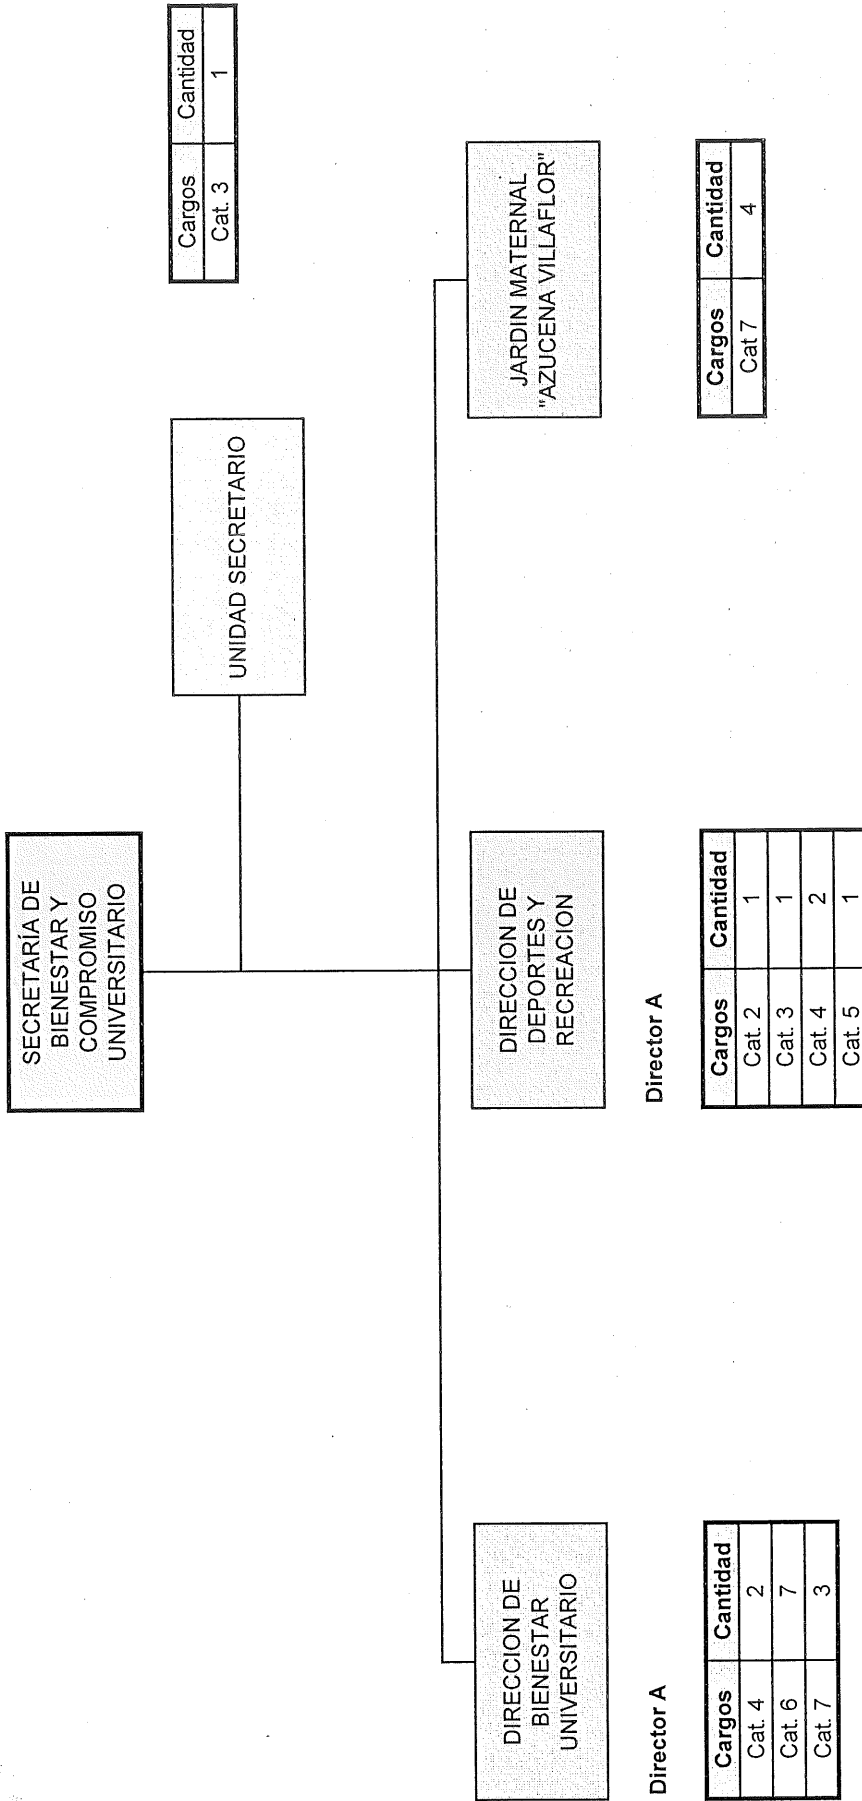 SECRETARÍA DE
BIENESTAR Y
COMPROMISO
UNIVERSITARIO
UNIDAD SECRETARIO
Cargos Cantidad
Cat. 3 1
DIRECCION DE
BIENESTAR
UNIVERSITARIO
Director A
Cargos Cantidad
Cat. 4 2
Cat. 6 7
Cat. 7 3
DIRECCION DE
DEPORTES Y
RECREACION
Director A
Cargos Cantidad
Cat. 2 1
Cat. 3 1
Cat. 4 2
Cat. 5 1
JARDIN MATERNAL
"AZUCENA VILLAFLOR"
Cargos Cantidad
Cat 7 4